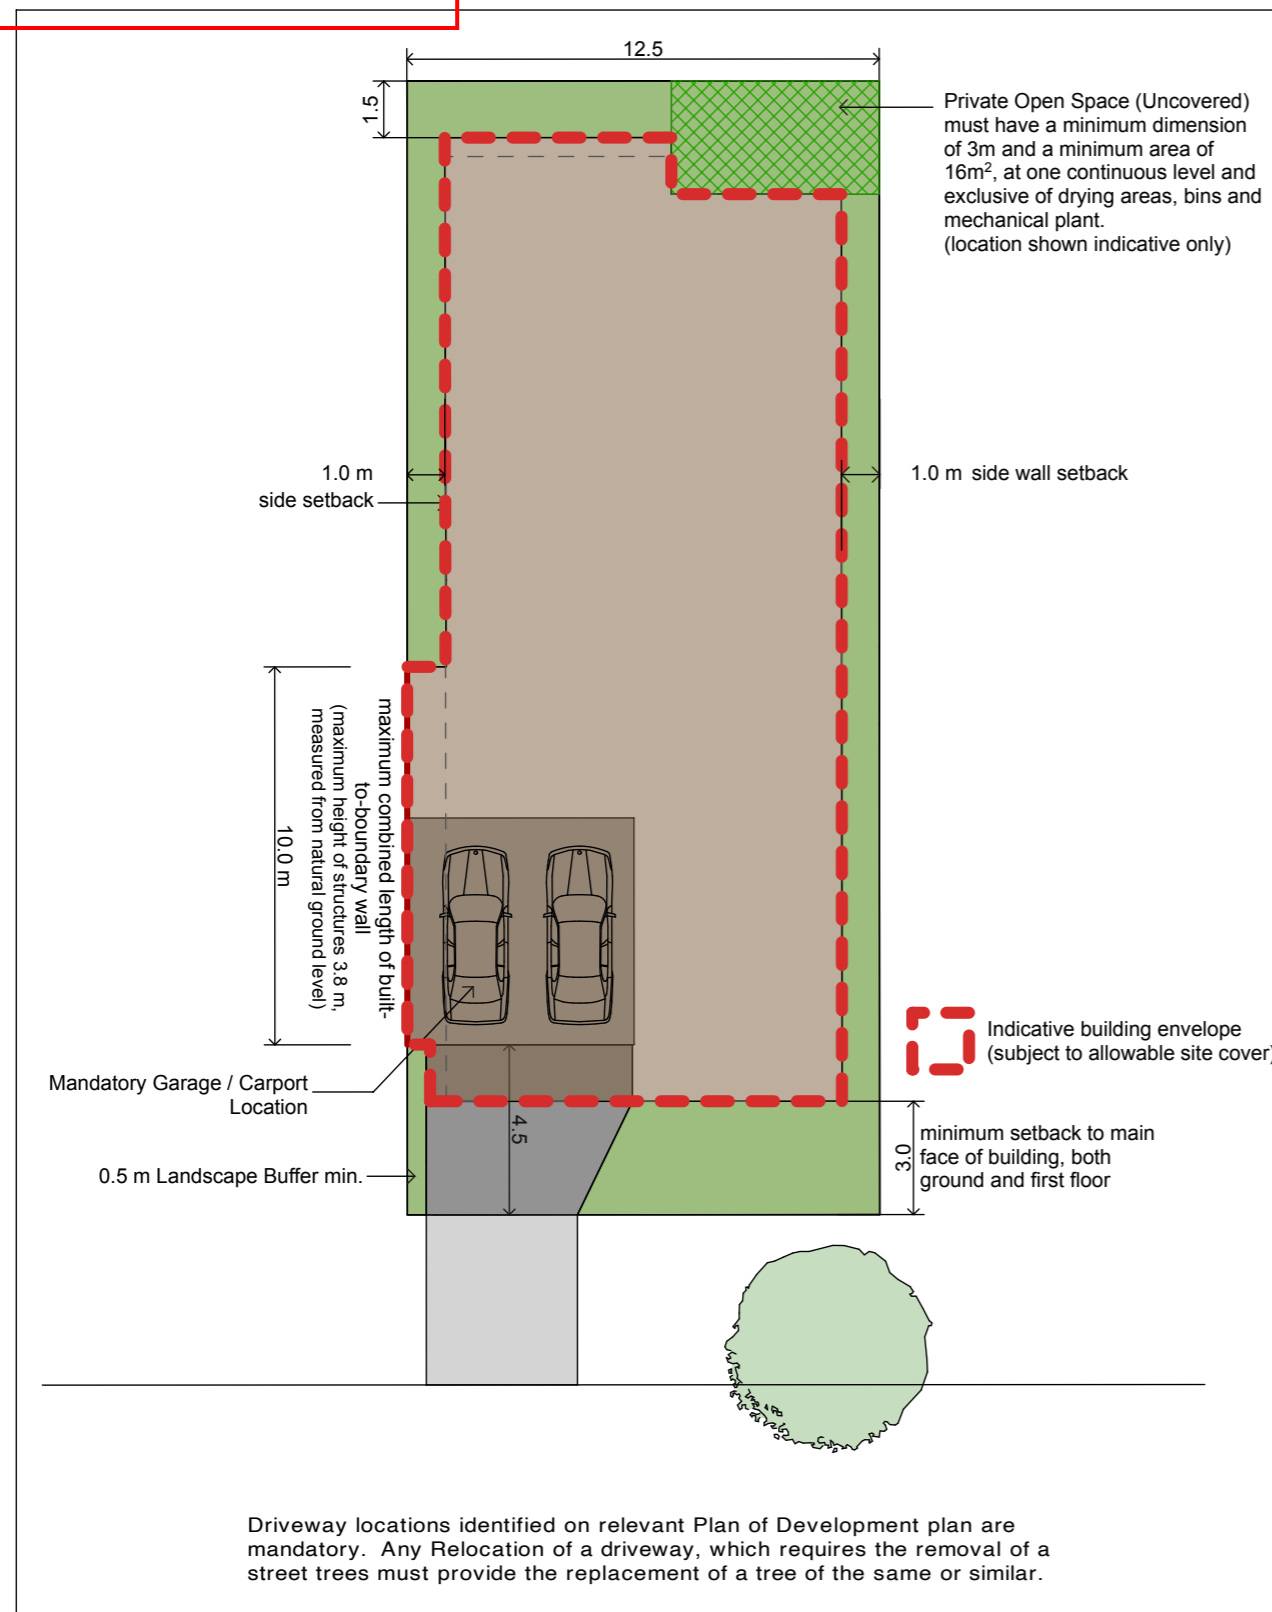 12.5
1.5
Private Open Space (Uncovered)
must have a minimum dimension
of 3m and a minimum area of
16m², at one continuous level and
exclusive of drying areas, bins and
mechanical plant.
(location shown indicative only)
1.0 m
side setback
1.0 m side wall setback
10.0 m
maximum combined length of built-
to-boundary wall
(maximum height of structures 3.8 m,
measured from natural ground level)
Indicative building envelope
(subject to allowable site cover)
Mandatory Garage / Carport
Location
4.5
3.0
minimum setback to main
face of building, both
ground and first floor
0.5 m Landscape Buffer min.
Driveway locations identified on relevant Plan of Development plan are
mandatory. Any Relocation of a driveway, which requires the removal of a
street trees must provide the replacement of a tree of the same or similar.